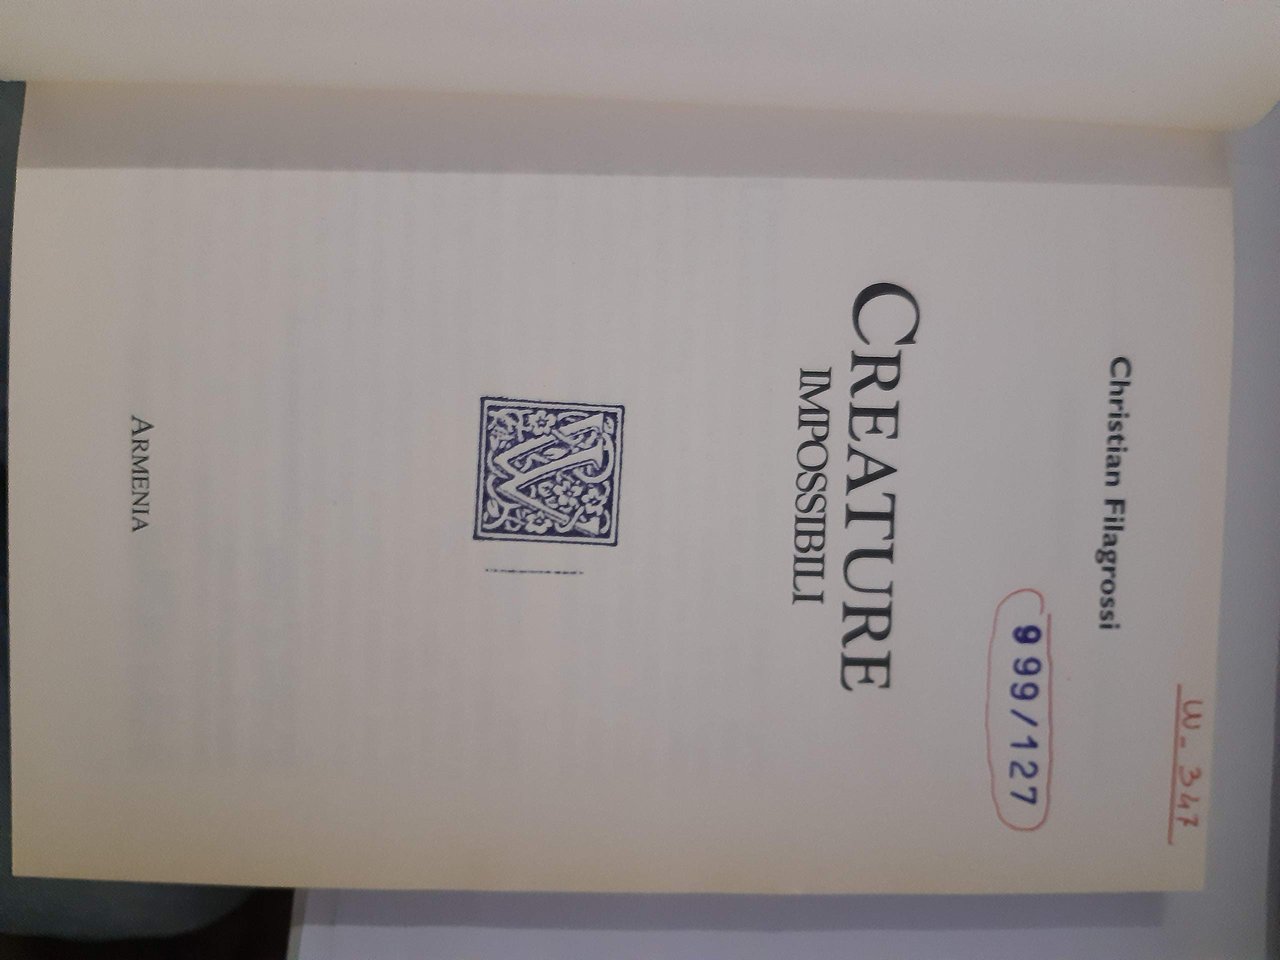 W-347
Christian Filagrossi
999/127
CREATURE
IMPOSSIBILI
W
ARMENIA